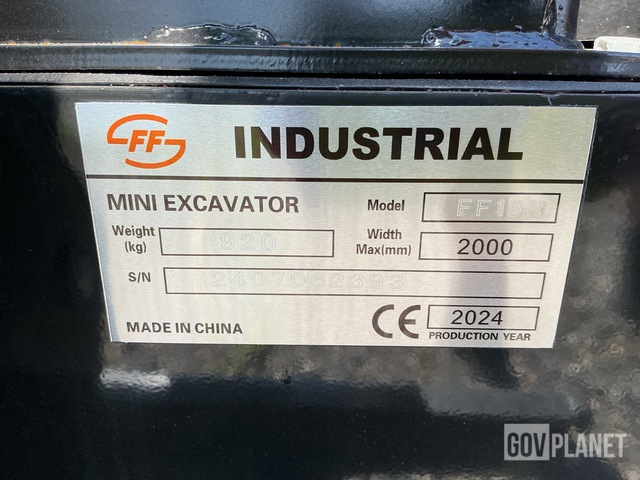 FF INDUSTRIAL
MINI EXCAVATOR Model
Weight (kg) 920 Width Max(mm) 2000
S/N
MADE IN CHINA CE 2024
PRODUCTION YEAR
GOVPLANET